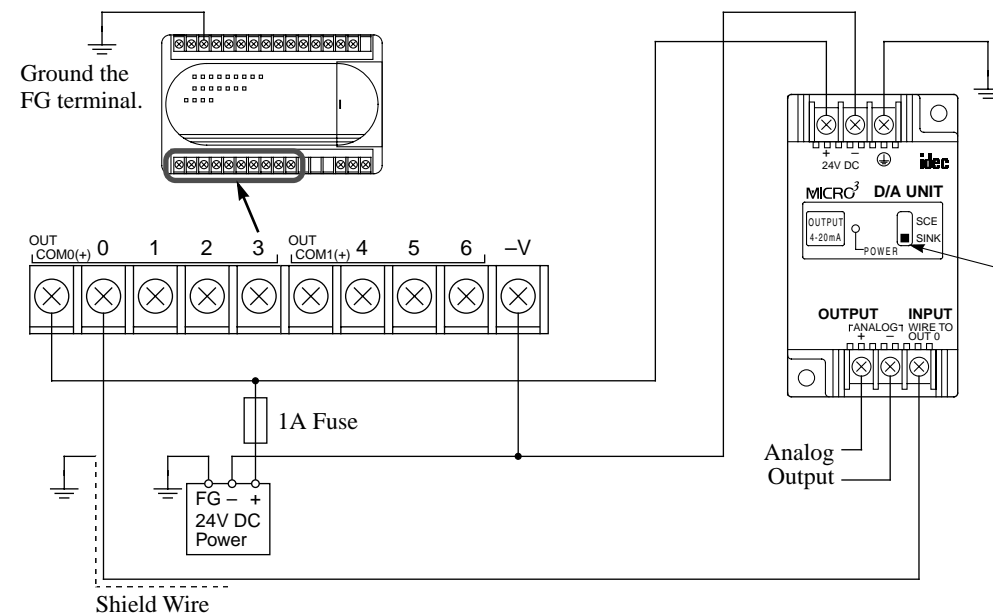 Ground the
FG terminal.
OUT
COM0(+) 0 1 2 3 OUT
COM1(+) 4 5 6 –V
1A Fuse
FG – +
24V DC
Power
Shield Wire
+ –
24V DC
idec
MICRO³ D/A UNIT
OUTPUT
4-20mA
POWER
SCE
SINK
OUTPUT INPUT
ANALOG WIRE TO
+ – OUT 0
Analog
Output